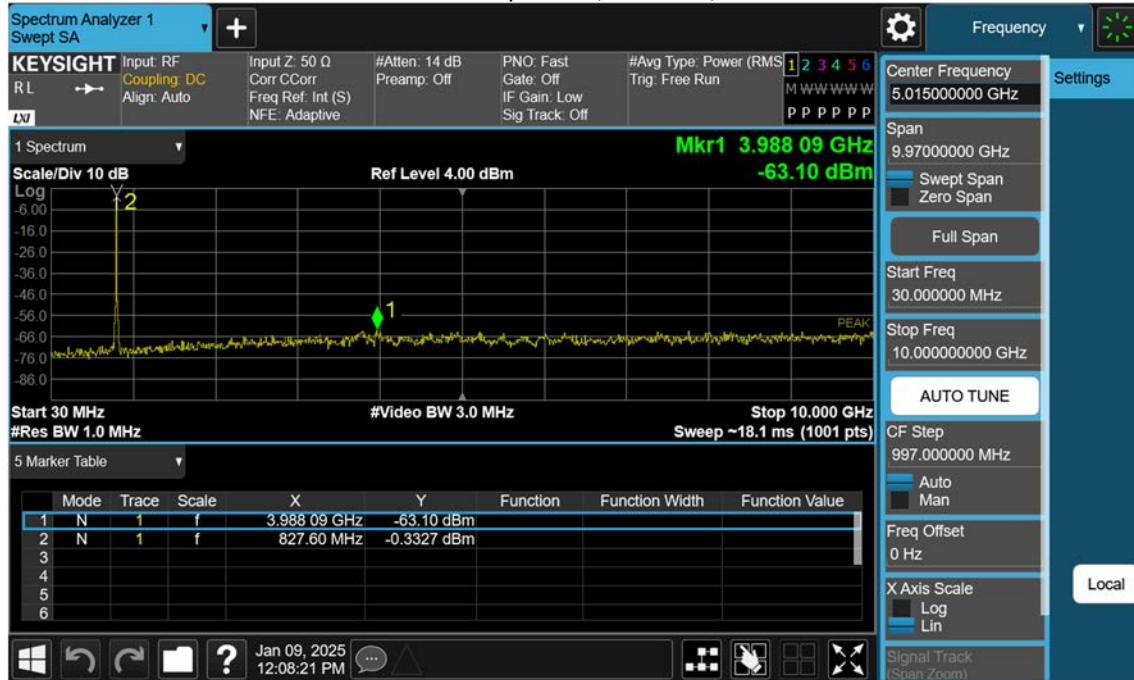 Spectrum Analyzer 1
Swept SA
+
Frequency
KEYSIGHT
RL
LXI
Input: RF
Coupling: DC
Align: Auto
Input Z: 50 Ω
Corr CCorr
Freq Ref: Int (S)
NFE: Adaptive
#Atten: 14 dB
Preamp: Off
PNO: Fast
Gate: Off
IF Gain: Low
Sig Track: Off
#Avg Type: Power (RMS
Trig: Free Run
1 2 3 4 5 6
M W W W W W
P P P P P P
1 Spectrum
Mkr1 3.988 09 GHz
-63.10 dBm
Scale/Div 10 dB
Ref Level 4.00 dBm
Log
-6.00
-16.0
-26.0
-36.0
-46.0
-56.0
-66.0
-76.0
-86.0
2
1
PEAK
Start 30 MHz
#Video BW 3.0 MHz
Stop 10.000 GHz
#Res BW 1.0 MHz
Sweep ~18.1 ms (1001 pts)
5 Marker Table
Mode Trace Scale X Y Function Function Width Function Value
1 N 1 f 3.988 09 GHz -63.10 dBm
2 N 1 f 827.60 MHz -0.3327 dBm
3
4
5
6
?
Jan 09, 2025
12:08:21 PM
Center Frequency
5.015000000 GHz
Span
9.97000000 GHz
Swept Span
Zero Span
Full Span
Start Freq
30.000000 MHz
Stop Freq
10.000000000 GHz
AUTO TUNE
CF Step
997.000000 MHz
Auto
Man
Freq Offset
0 Hz
X Axis Scale
Log
Lin
Signal Track
(Span Zoom)
Settings
Local